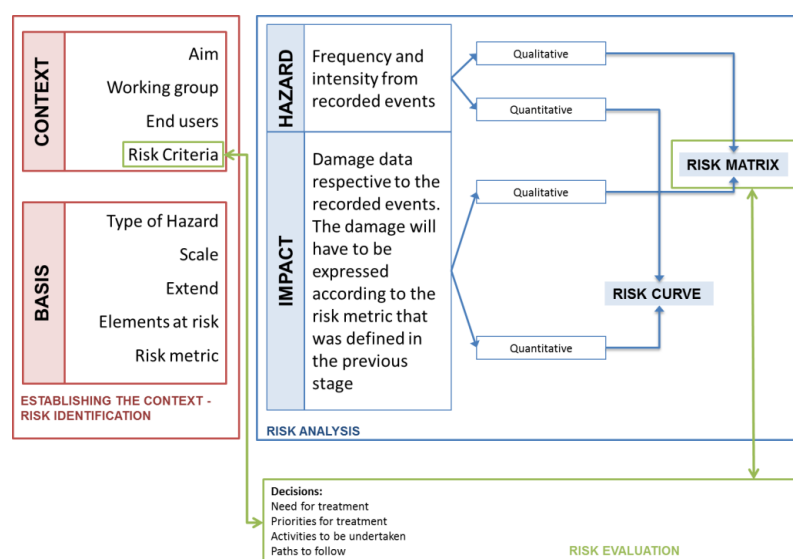 CONTEXT
Aim
Working group
End users
Risk Criteria
BASIS
Type of Hazard
Scale
Extend
Elements at risk
Risk metric
ESTABLISHING THE CONTEXT -
RISK IDENTIFICATION
HAZARD
Frequency and
intensity from
recorded events
IMPACT
Damage data
respective to the
recorded events.
The damage will
have to be
expressed
according to the
risk metric that
was defined in
the previous
stage
Qualitative
Quantitative
Qualitative
Quantitative
RISK MATRIX
RISK CURVE
RISK ANALYSIS
Decisions:
Need for treatment
Priorities for treatment
Activities to be undertaken
Paths to follow
RISK EVALUATION